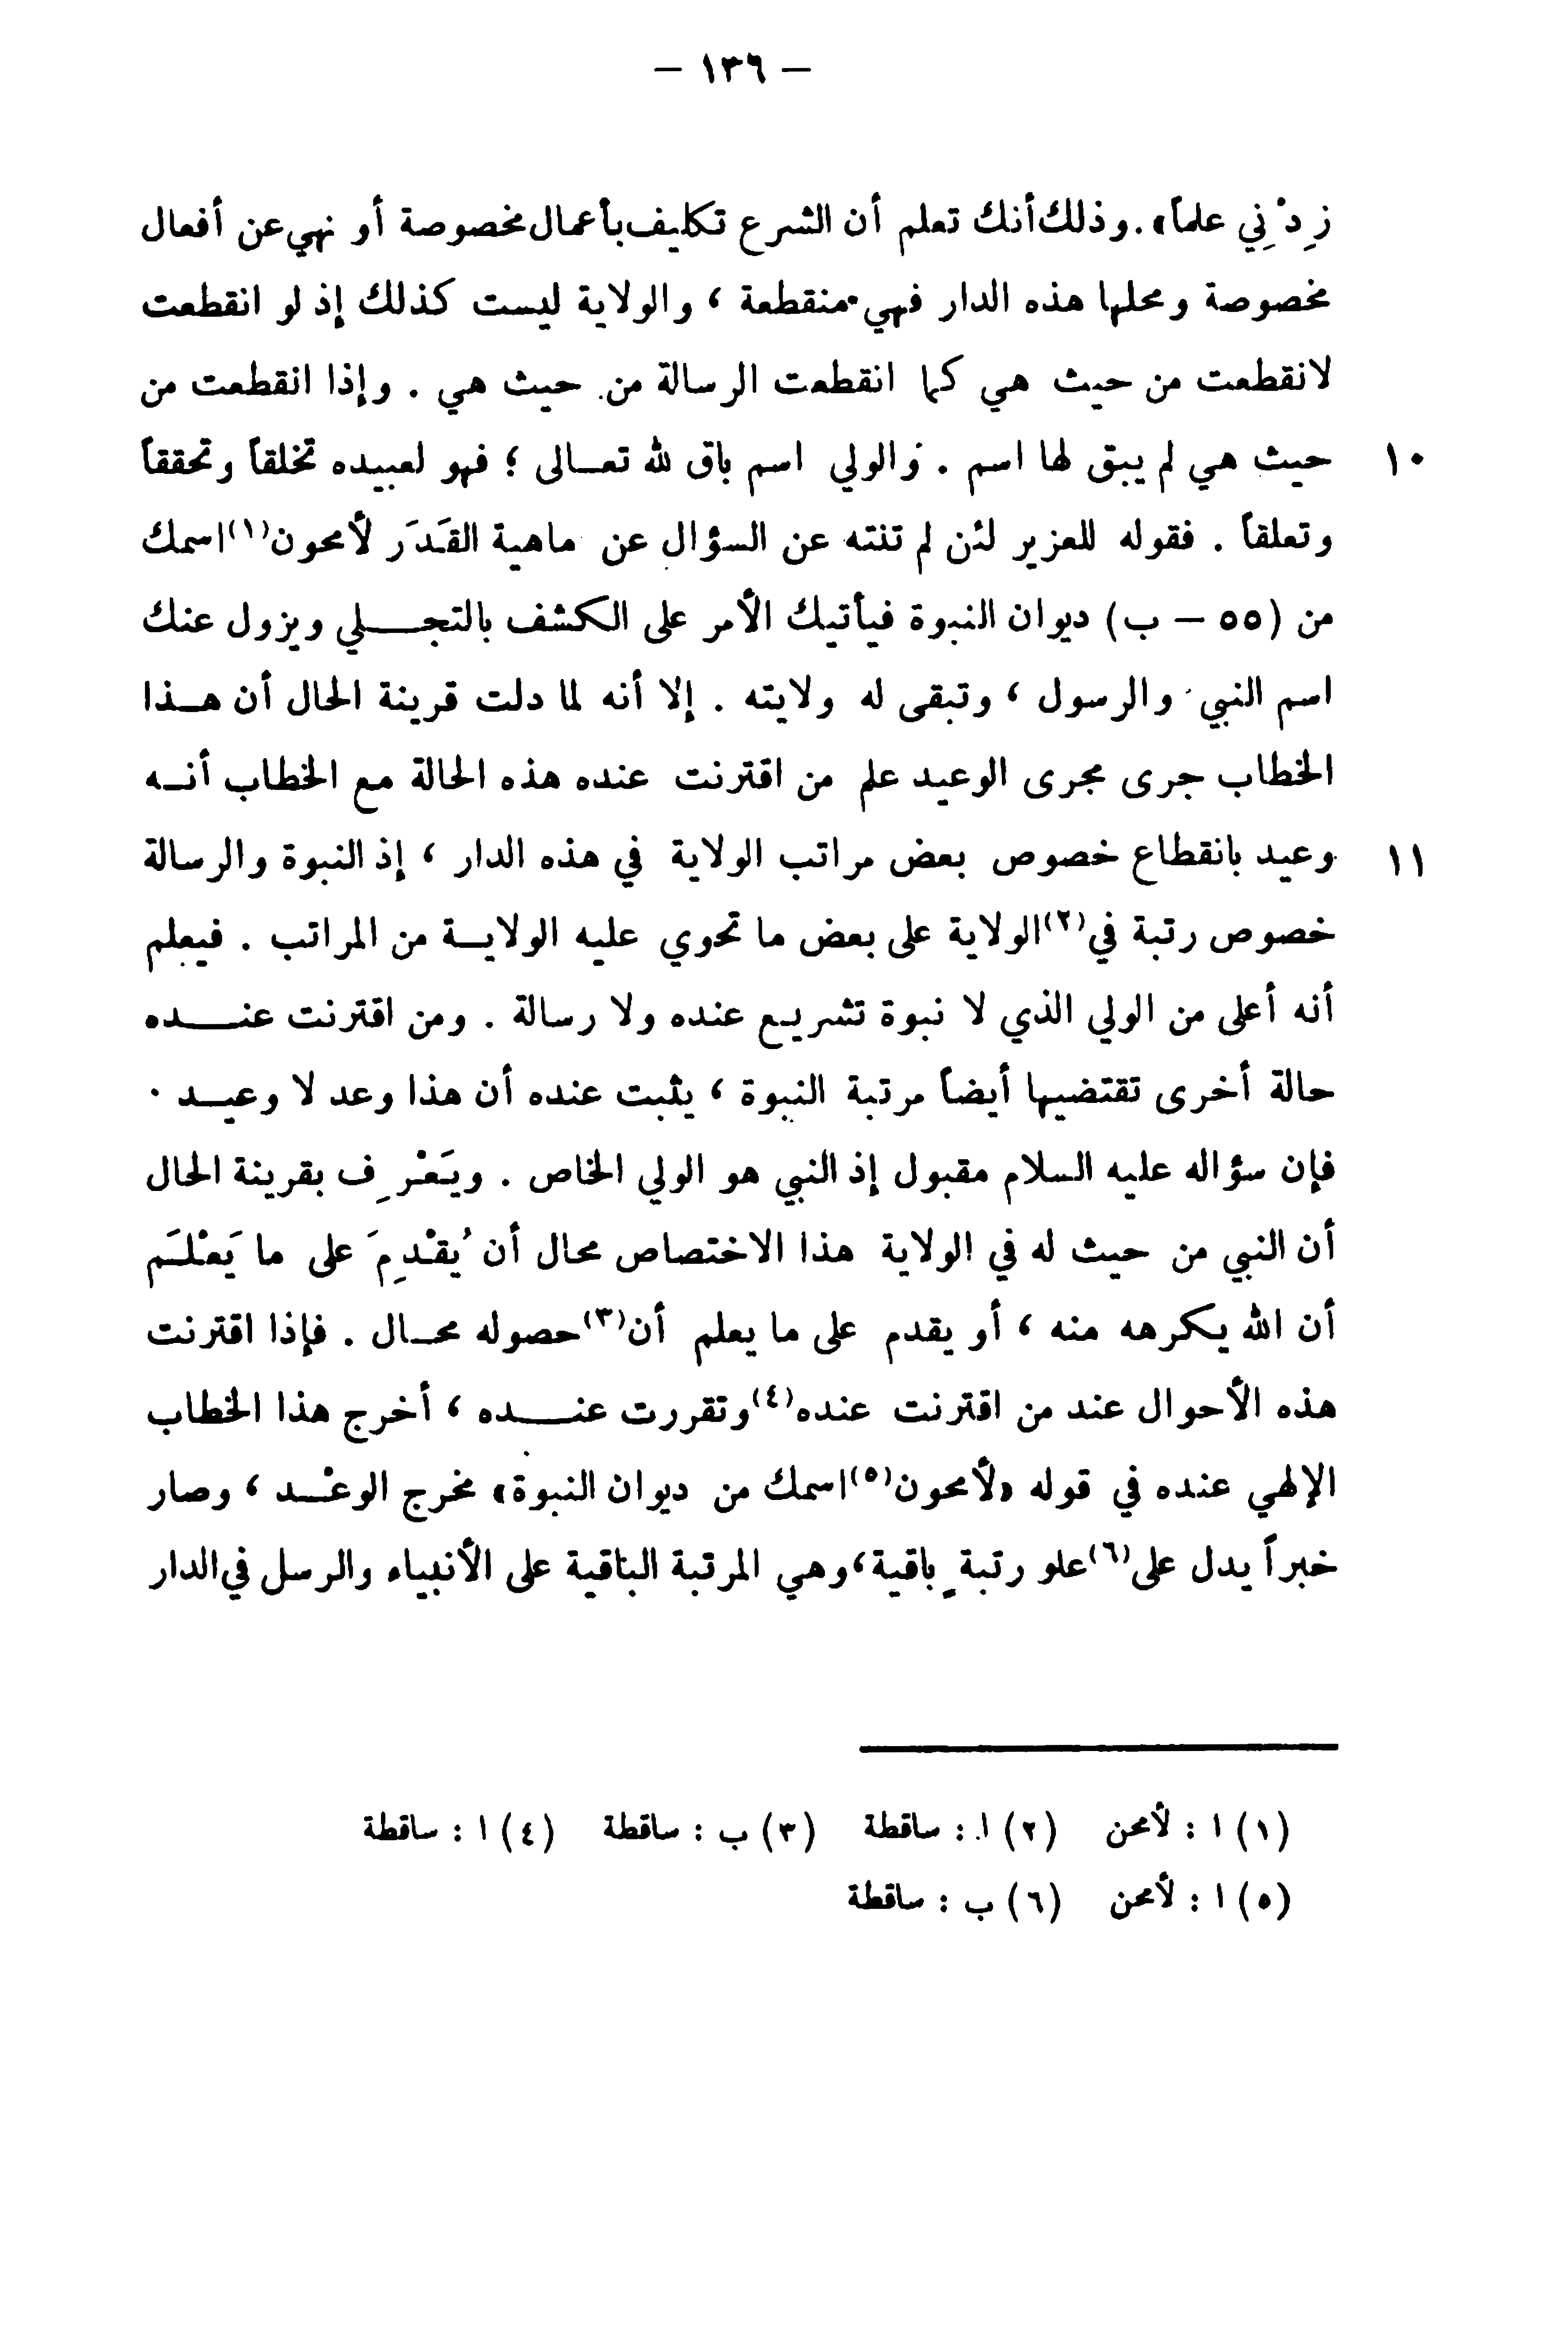 – ١٣٦ –
زِدْنِي علماً». وذلك أنك تعلم أن الشرع تكليف بأعمال مخصوصة أو نهي عن أفعال
مخصوصة ومحلها هذه الدار فهي منقطعة ، والولاية ليست كذلك إذ لو انقطعت
لانقطعت من حيث هي كما انقطعت الرسالة من حيث هي . وإذا انقطعت من
١٠ حيث هي لم يبق لها اسم . والولي اسم باق لله تعالى ؛ فهو لعبيده تخلقاً وتحققاً
وتعلقاً . فقوله للعزير لئن لم تنته عن السؤال عن ماهية القَدَر لأمحون(١) اسمك
من (٥٥ – ب) ديوان النبوة فيأتيك الأمر على الكشف بالتجلي ويزول عنك
اسم النبي والرسول ، وتبقى له ولايته . إلا أنه لما دلت قرينة الحال أن هذا
الخطاب جرى مجرى الوعيد علم من اقترنت عنده هذه الحالة مع الخطاب أنه
١١ وعيد بانقطاع خصوص بعض مراتب الولاية في هذه الدار ، إذ النبوة والرسالة
خصوص رتبة في(٢) الولاية على بعض ما تحوي عليه الولاية من المراتب . فيعلم
أنه أعلى من الولي الذي لا نبوة تشريع عنده ولا رسالة . ومن اقترنت عنده
حالة أخرى تقتضيها أيضاً مرتبة النبوة ، يثبت عنده أن هذا وعد لا وعيد .
فإن سؤاله عليه السلام مقبول إذ النبي هو الولي الخاص . ويَعْرِف بقرينة الحال
أن النبي من حيث له في الولاية هذا الاختصاص محال أن يُقْدِمَ على ما يَعْلَم
أن الله يكرهه منه ، أو يقدم على ما يعلم أن(٣) حصوله محال . فإذا اقترنت
هذه الأحوال عند من اقترنت عنده(٤) وتقررت عنده ، أخرج هذا الخطاب
الإلهي عنده في قوله «لأمحون(٥) اسمك من ديوان النبوة» مخرج الوعْد ، وصار
خبراً يدل على(٦) علو رتبةٍ باقية ، وهي المرتبة الباقية على الأنبياء والرسل في الدار
(١) ا : لأمحن (٢) ا : ساقطة (٣) ب : ساقطة (٤) ا : ساقطة
(٥) ا : لأمحن (٦) ب : ساقطة